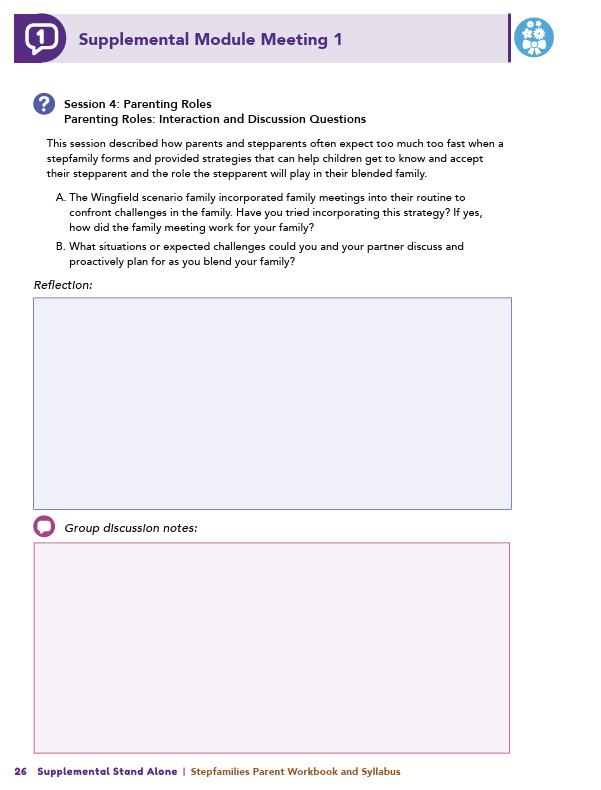 1
Supplemental Module Meeting 1
?
Session 4: Parenting Roles
Parenting Roles: Interaction and Discussion Questions
This session described how parents and stepparents often expect too much too fast when a
stepfamily forms and provided strategies that can help children get to know and accept
their stepparent and the role the stepparent will play in their blended family.
A. The Wingfield scenario family incorporated family meetings into their routine to
confront challenges in the family. Have you tried incorporating this strategy? If yes,
how did the family meeting work for your family?
B. What situations or expected challenges could you and your partner discuss and
proactively plan for as you blend your family?
Reflection:
Group discussion notes:
26 Supplemental Stand Alone | Stepfamilies Parent Workbook and Syllabus